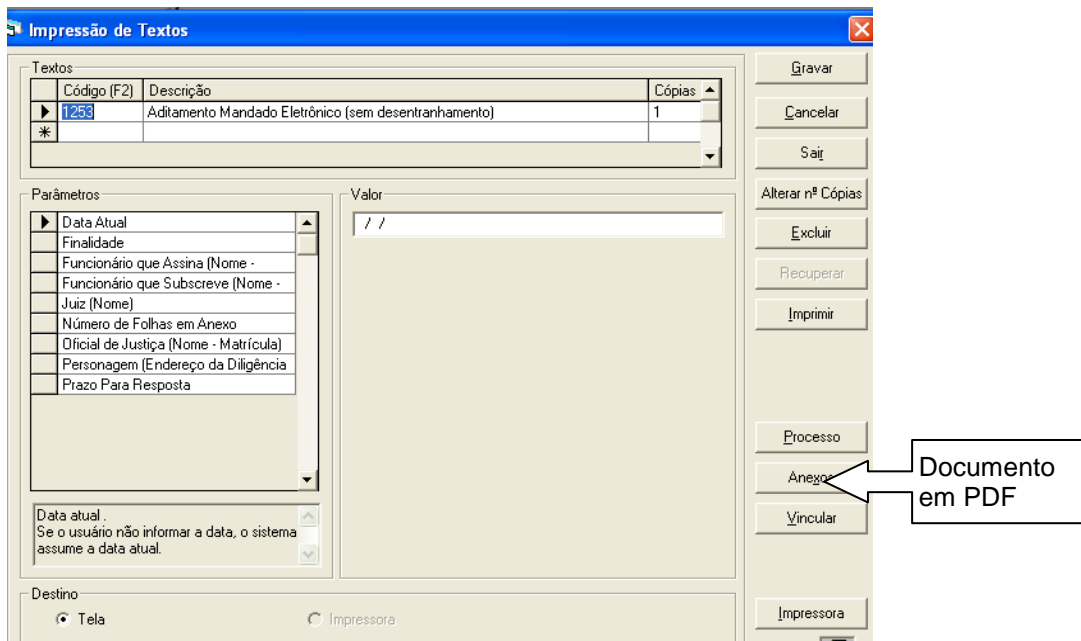 Impressão de Textos
Textos
Código (F2) Descrição Cópias
1253 Aditamento Mandado Eletrônico (sem desentranhamento) 1
Parâmetros
Data Atual
Finalidade
Funcionário que Assina (Nome -
Funcionário que Subscreve (Nome -
Juiz (Nome)
Número de Folhas em Anexo
Oficial de Justiça (Nome - Matrícula)
Personagem (Endereço da Diligência
Prazo Para Resposta
Data atual .
Se o usuário não informar a data, o sistema
assume a data atual.
Valor
/ /
Destino
Tela
Impressora
Gravar
Cancelar
Sair
Alterar nº Cópias
Excluir
Recuperar
Imprimir
Processo
Anexos
Vincular
Impressora
Documento
em PDF